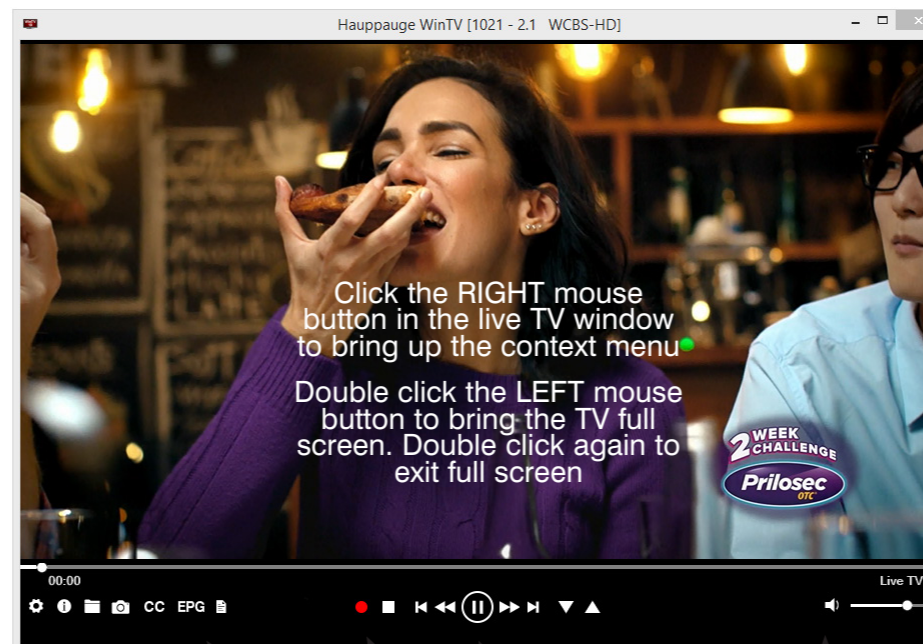 Hauppauge WinTV [1021 - 2.1 WCBS-HD]
Click the RIGHT mouse
button in the live TV window
to bring up the context menu
Double click the LEFT mouse
button to bring the TV full
screen. Double click again to
exit full screen
2 WEEK
CHALLENGE
Prilosec
OTC
00:00
Live TV
CC EPG